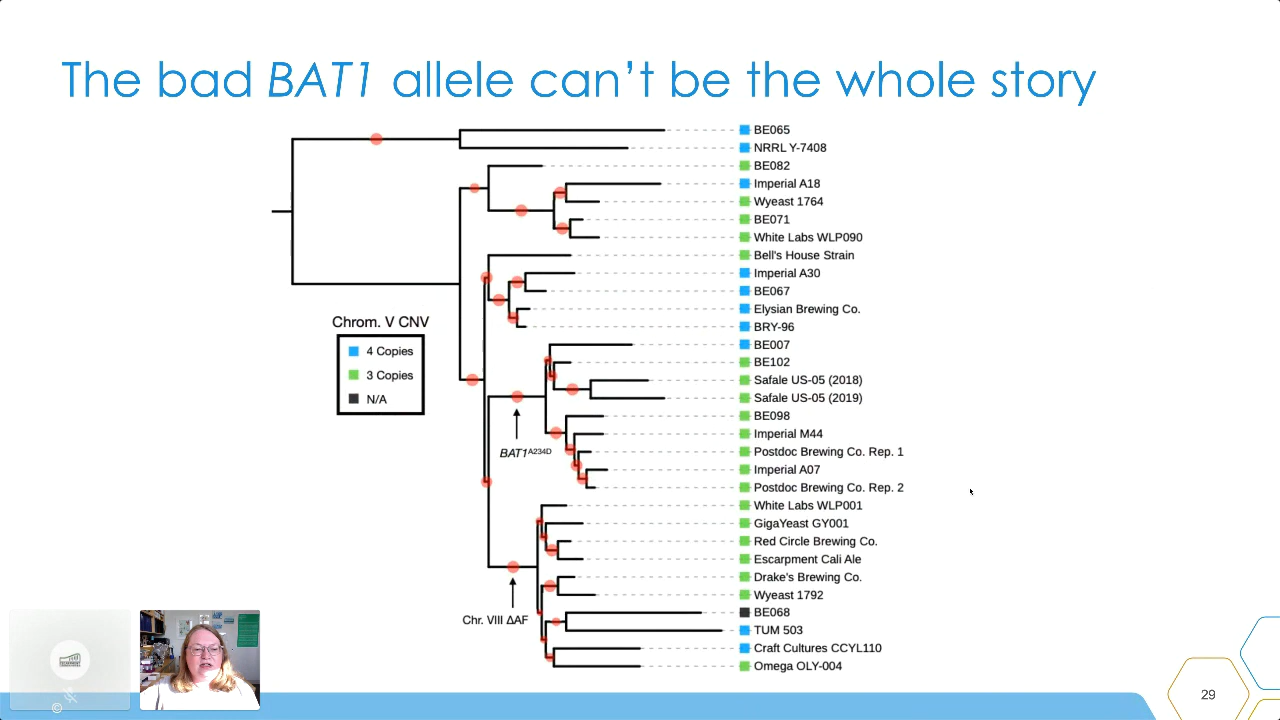 The bad BAT1 allele can't be the whole story
BE065
NRRL Y-7408
BE082
Imperial A18
Wyeast 1764
BE071
White Labs WLP090
Bell's House Strain
Imperial A30
BE067
Elysian Brewing Co.
BRY-96
BE007
BE102
Safale US-05 (2018)
Safale US-05 (2019)
BE098
Imperial M44
Postdoc Brewing Co. Rep. 1
Imperial A07
Postdoc Brewing Co. Rep. 2
White Labs WLP001
GigaYeast GY001
Red Circle Brewing Co.
Escarpment Cali Ale
Drake's Brewing Co.
Wyeast 1792
BE068
TUM 503
Craft Cultures CCYL110
Omega OLY-004
Chrom. V CNV
4 Copies
3 Copies
N/A
BAT1A234D
Chr. VIII ΔAF
©
29